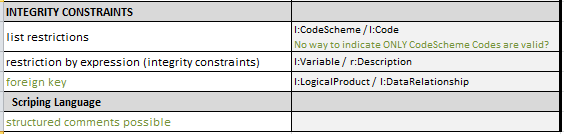 INTEGRITY CONSTRAINTS
list restrictions
l:CodeScheme / l:Code
No way to indicate ONLY CodeScheme Codes are valid?
restriction by expression (integrity constraints)
l:Variable / r:Description
foreign key
l:LogicalProduct / l:DataRelationship
Scriping Language
structured comments possible